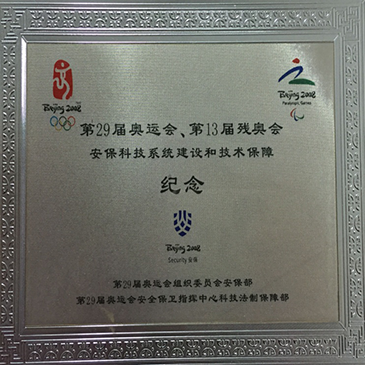 Beijing 2008
Beijing 2008
Paralympic Games
第29届奥运会、第13届残奥会
安保科技系统建设和技术保障
纪念
Beijing 2008
Security 安保
第29届奥运会组织委员会安保部
第29届奥运会安全保卫指挥中心科技法制保障部